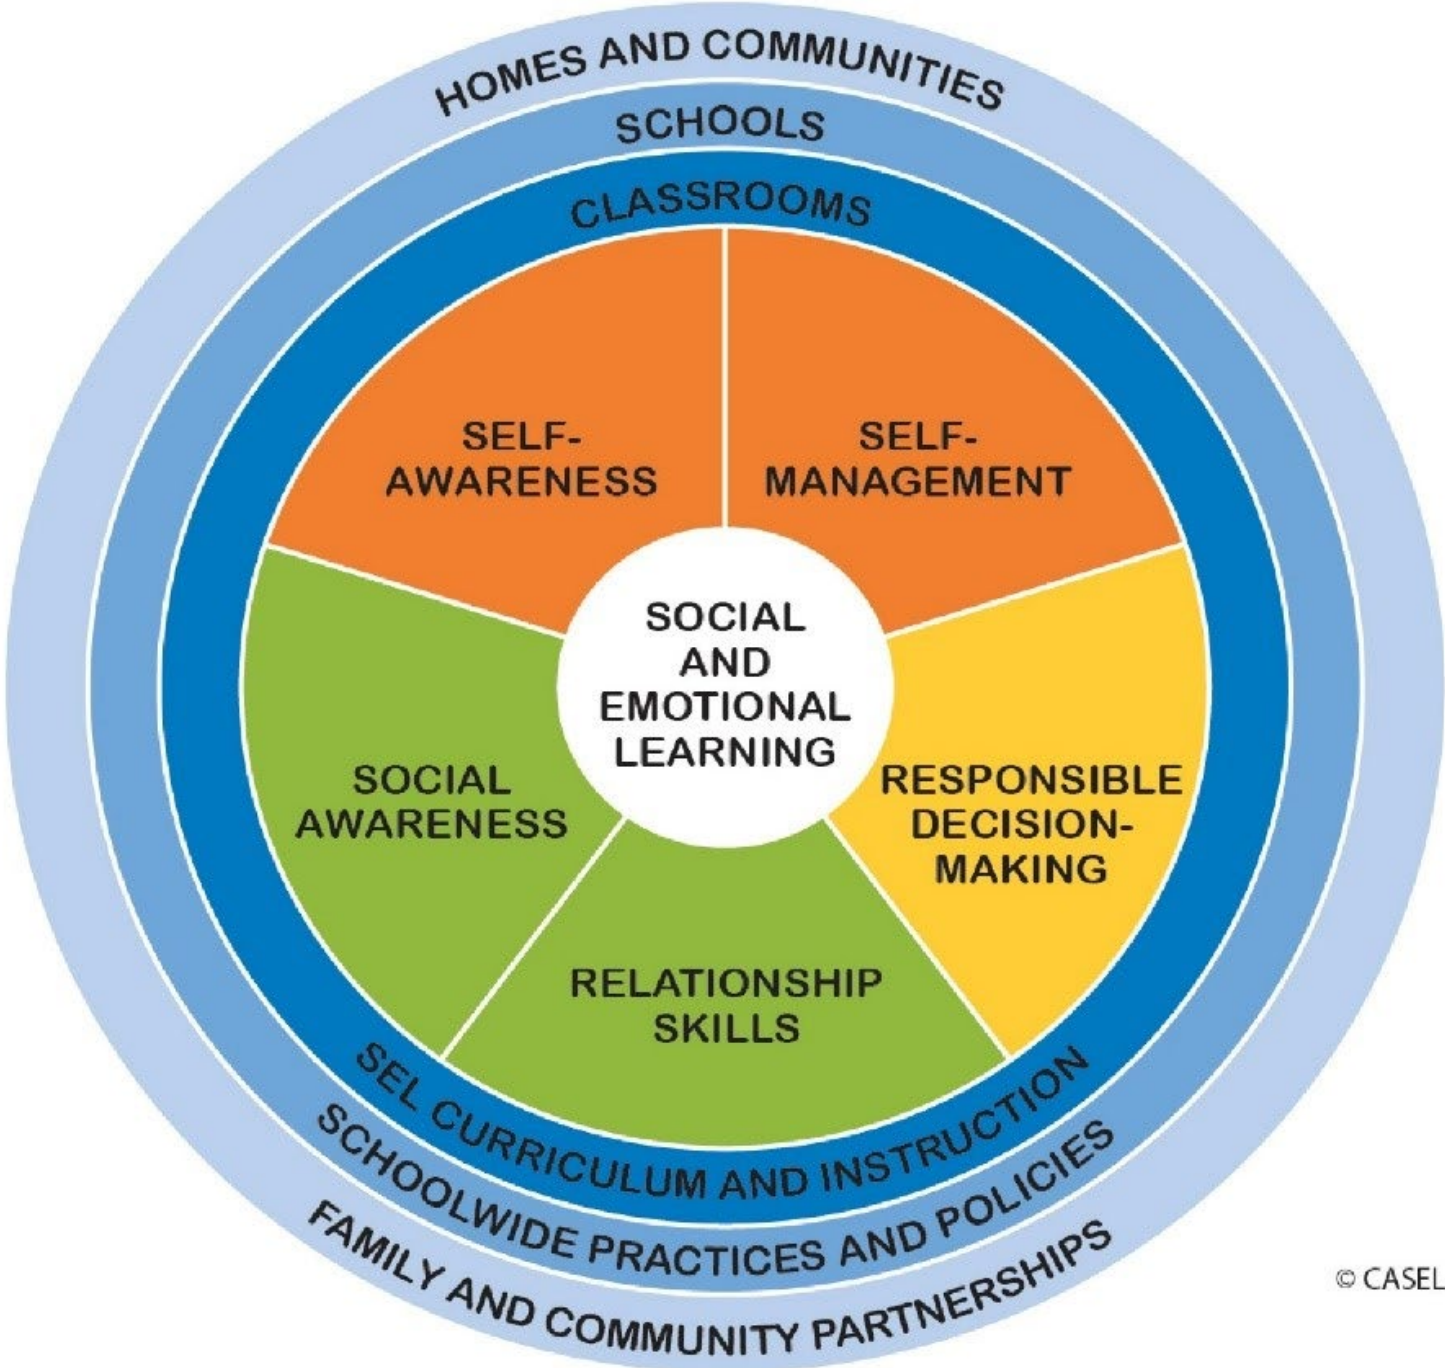 HOMES AND COMMUNITIES
SCHOOLS
CLASSROOMS
SELF-
AWARENESS
SELF-
MANAGEMENT
SOCIAL
AND
EMOTIONAL
LEARNING
SOCIAL
AWARENESS
RESPONSIBLE
DECISION-
MAKING
RELATIONSHIP
SKILLS
SEL CURRICULUM AND INSTRUCTION
SCHOOLWIDE PRACTICES AND POLICIES
FAMILY AND COMMUNITY PARTNERSHIPS
© CASEL